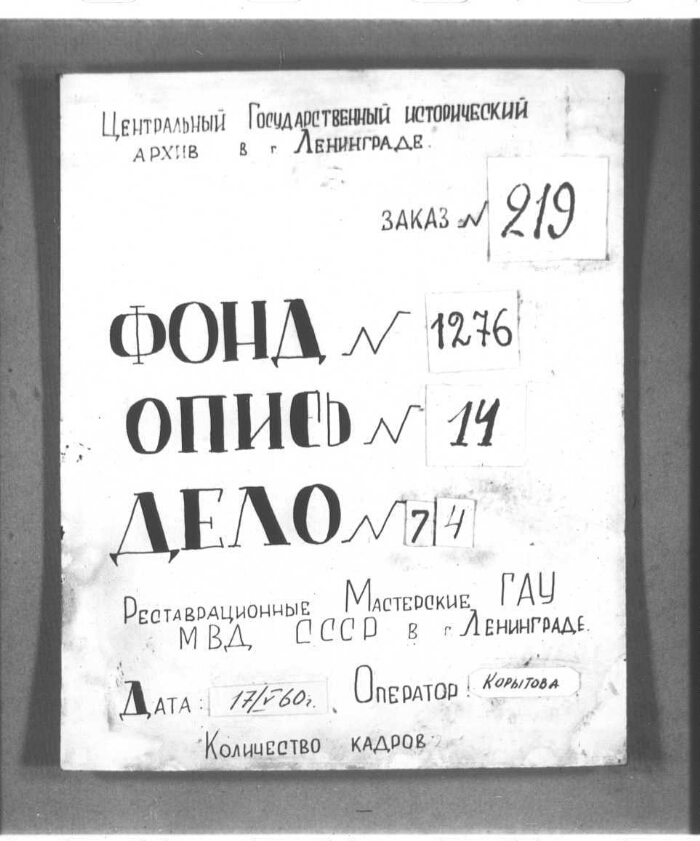 Центральный Государственный исторический
архив в г Ленинграде.
заказ № 219
ФОНД № 1276
ОПИСЬ № 14
ДЕЛО № 74
Реставрационные Мастерские ГАУ
МВД СССР в г Ленинграде.
Дата: 17/V 60г. Оператор: Корытова
Количество кадров